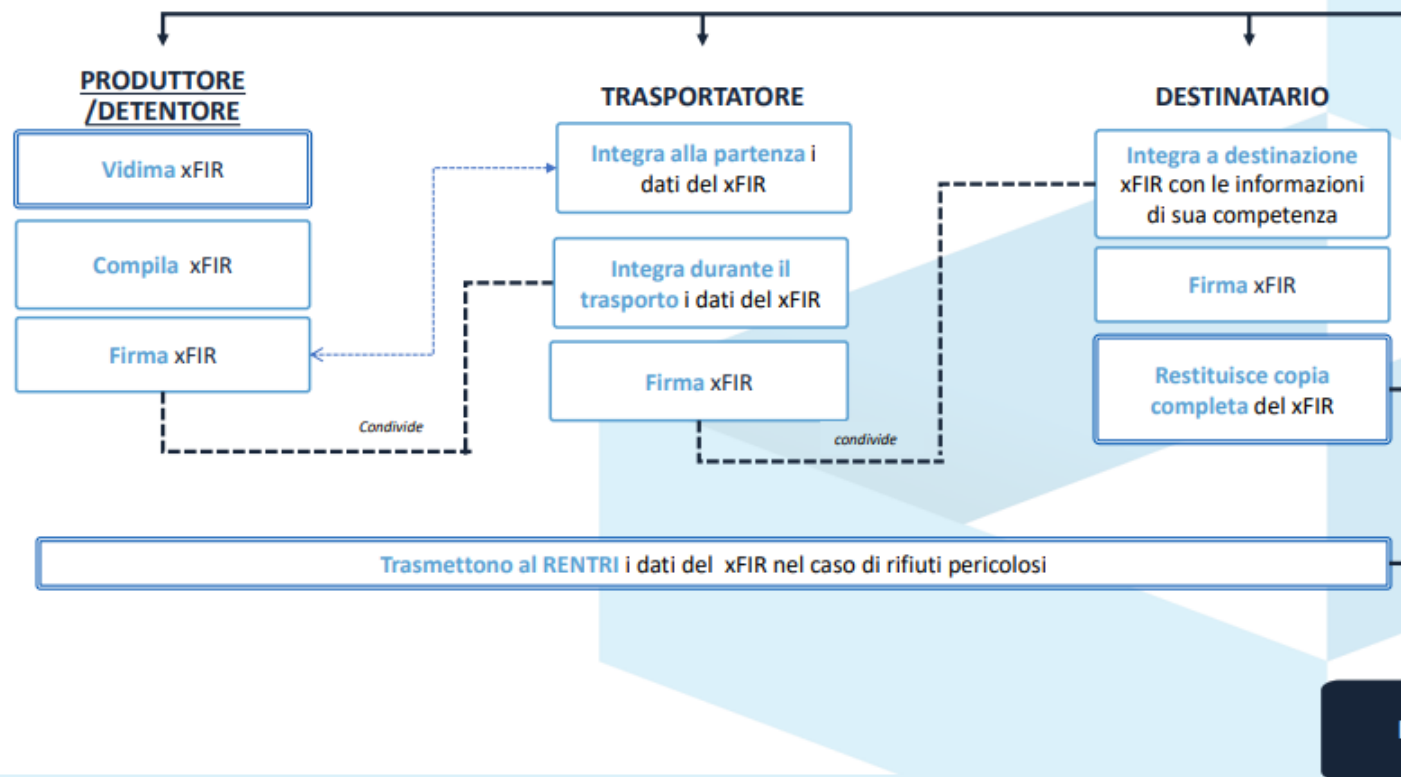 PRODUTTORE
/DETENTORE
Vidima xFIR
Compila xFIR
Firma xFIR
Condivide
TRASPORTATORE
Integra alla partenza i
dati del xFIR
Integra durante il
trasporto i dati del xFIR
Firma xFIR
condivide
DESTINATARIO
Integra a destinazione
xFIR con le informazioni
di sua competenza
Firma xFIR
Restituisce copia
completa del xFIR
Trasmettono al RENTRI i dati del xFIR nel caso di rifiuti pericolosi